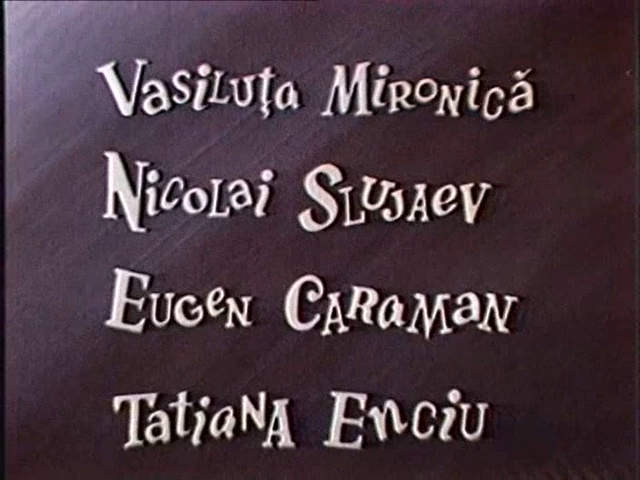 Vasiluța Mironică
Nicolai Slujaev
Eugen Caraman
Tatiana Enciu